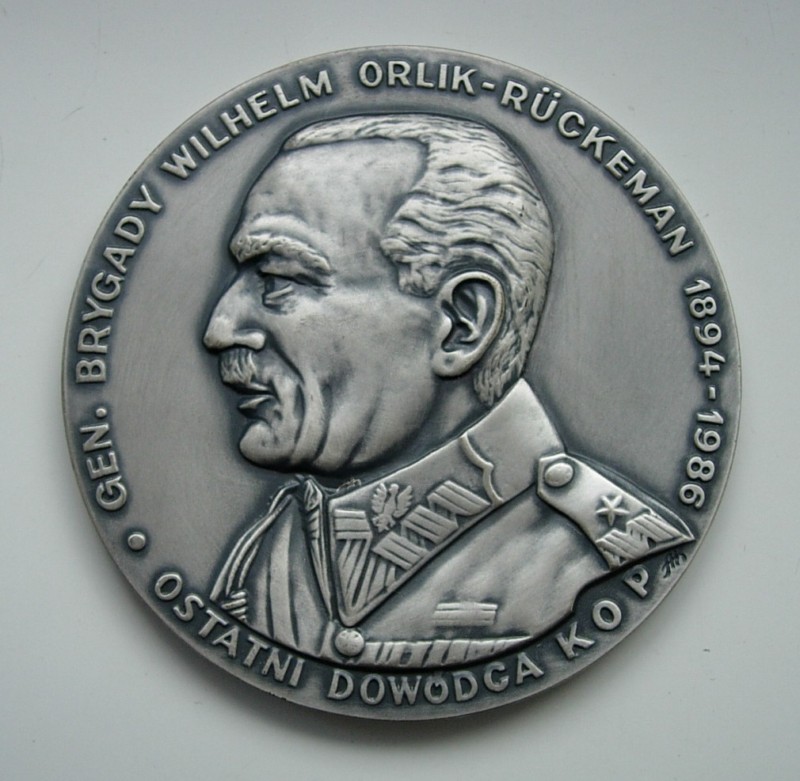 • GEN. BRYGADY WILHELM ORLIK-RÜCKEMAN 1894-1986
OSTATNI DOWÓDCA KOP